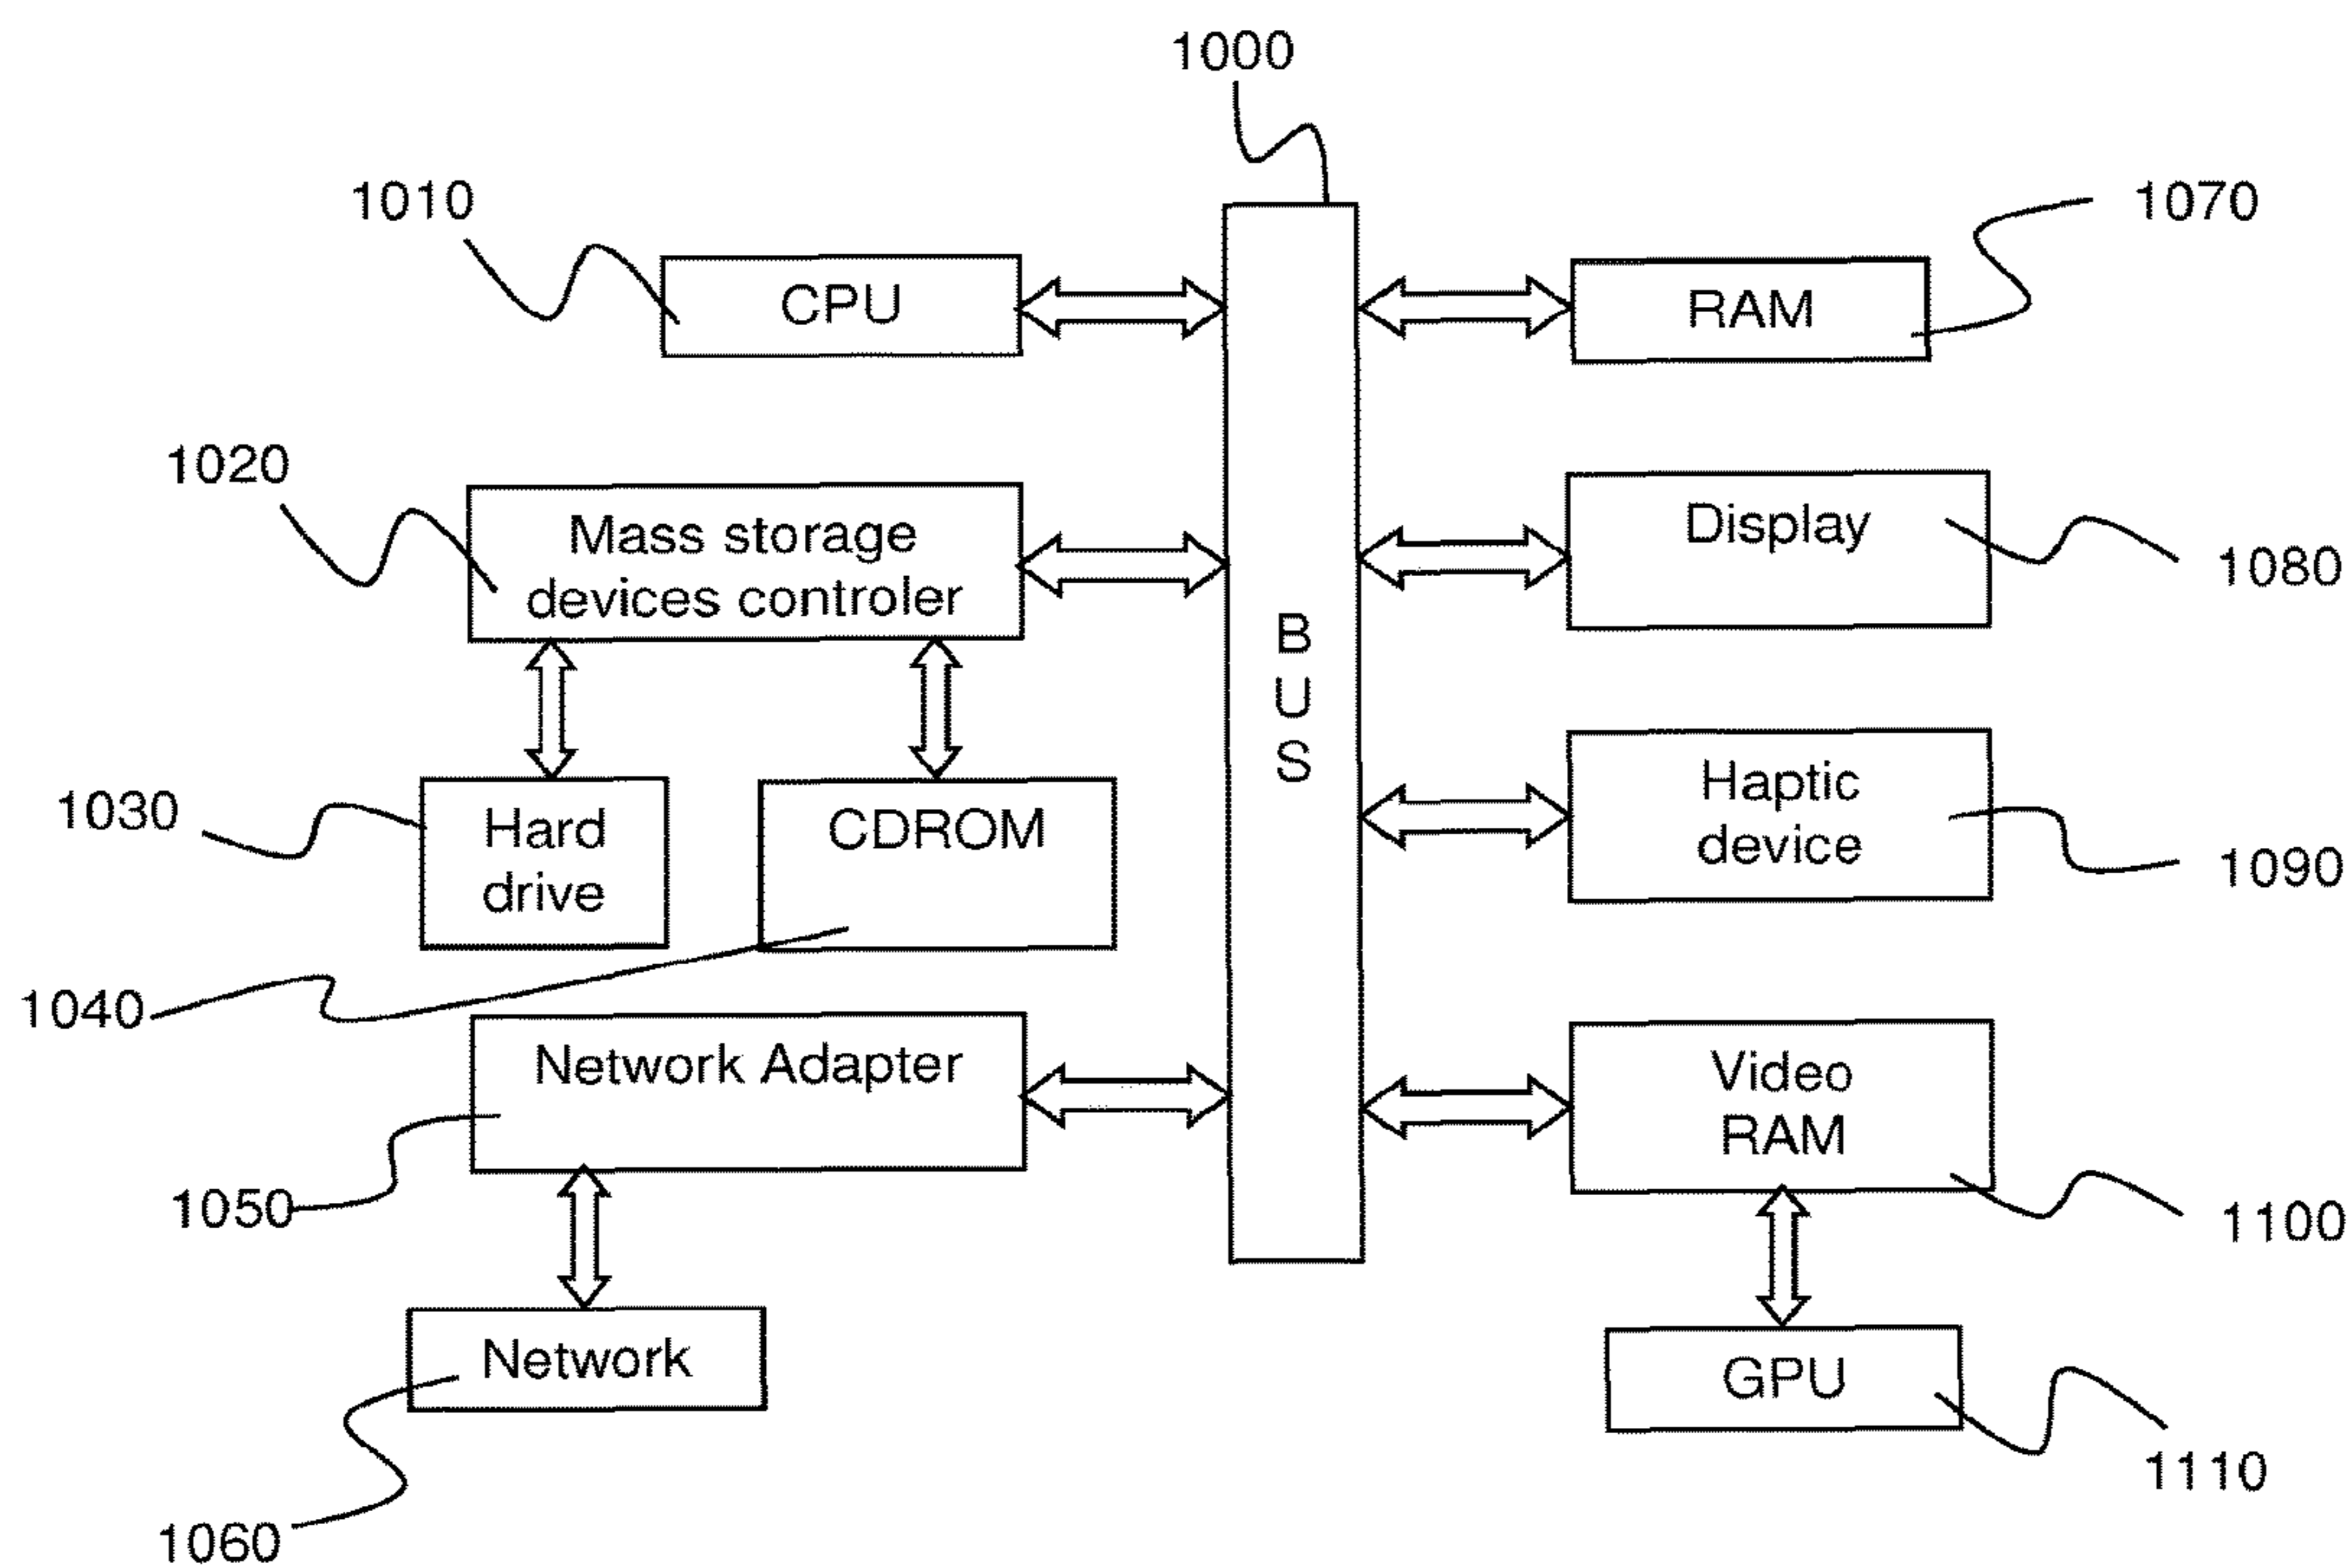 1000
1010
1070
CPU
RAM
1020
Mass storage
devices controler
Display
1080
B
U
S
1030
Hard
drive
CDROM
Haptic
device
1090
1040
Network Adapter
Video
RAM
1050
1100
Network
GPU
1060
1110